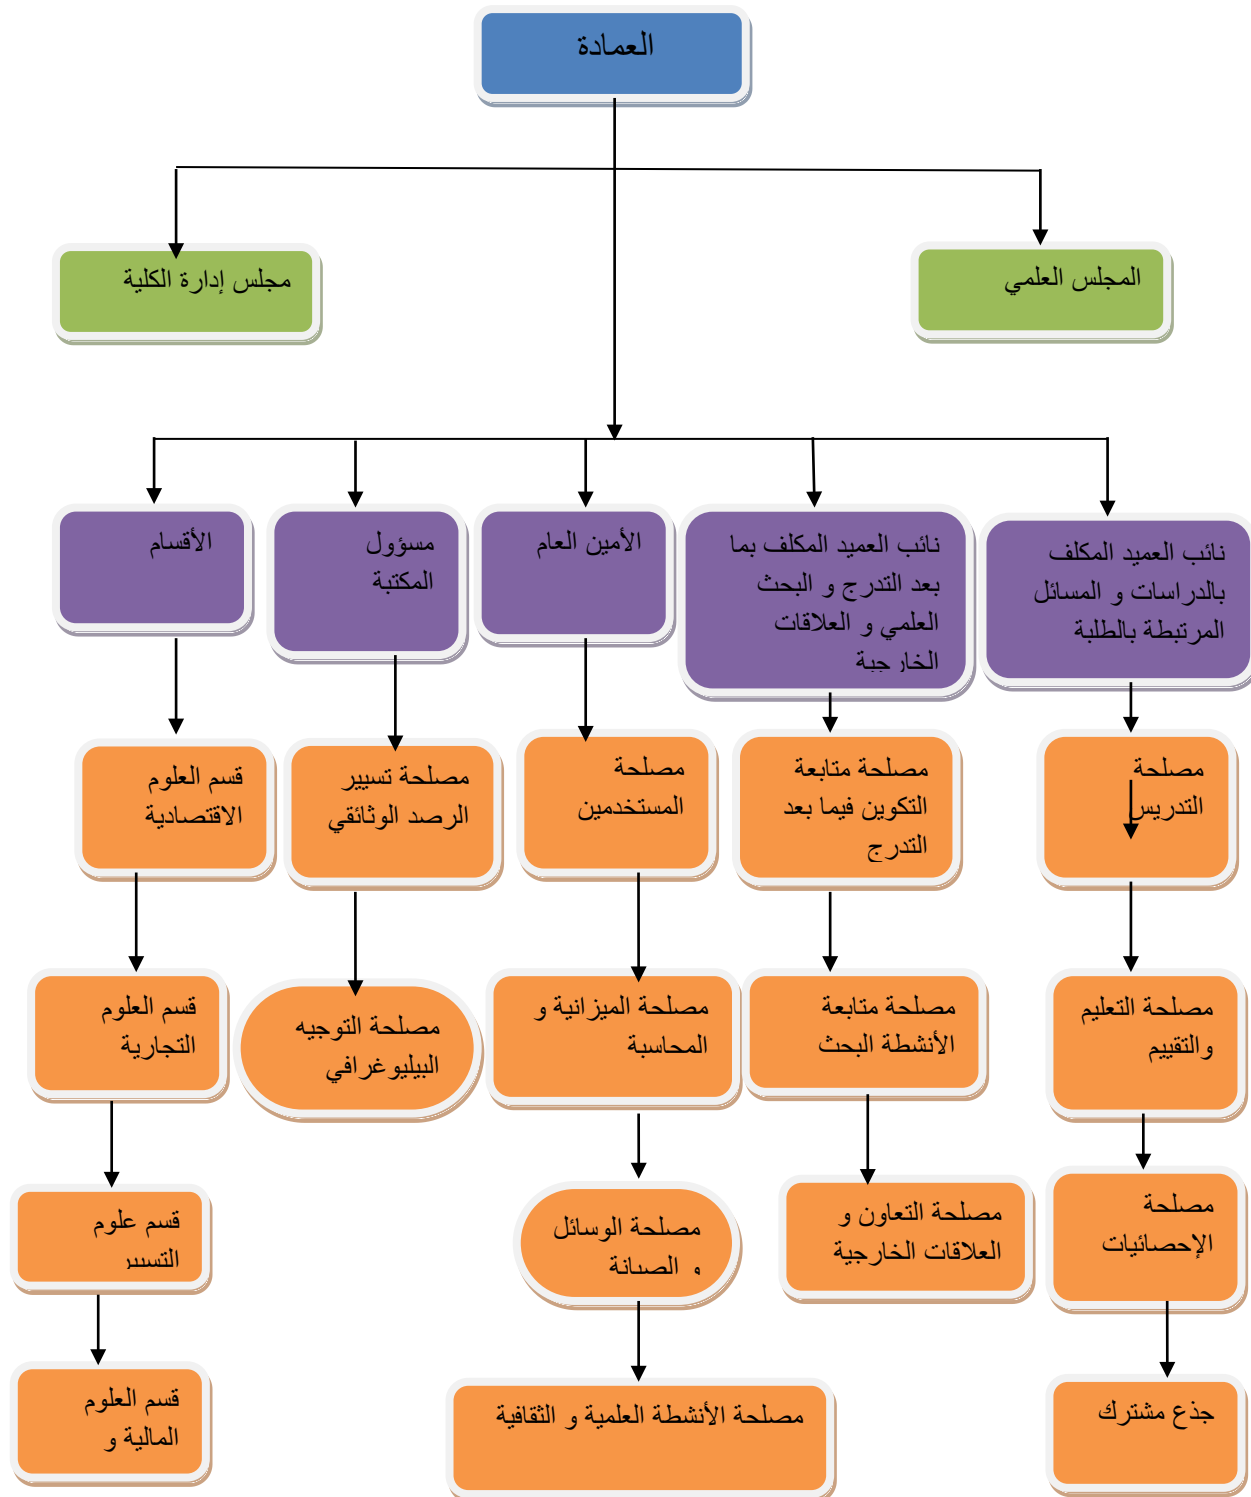 العمادة
المجلس العلمي
مجلس إدارة الكلية
نائب العميد المكلف
بالدراسات و المسائل
المرتبطة بالطلبة
نائب العميد المكلف بما
بعد التدرج و البحث
العلمي و العلاقات
الخارجية
الأمين العام
مسؤول
المكتبة
الأقسام
مصلحة
التدريس
مصلحة متابعة
التكوين فيما بعد
التدرج
مصلحة
المستخدمين
مصلحة تسيير
الرصد الوثائقي
قسم العلوم
الاقتصادية
مصلحة التعليم
والتقييم
مصلحة متابعة
الأنشطة البحث
مصلحة الميزانية و
المحاسبة
مصلحة التوجيه
البيليوغرافي
قسم العلوم
التجارية
مصلحة
الإحصائيات
مصلحة التعاون و
العلاقات الخارجية
مصلحة الوسائل
و الصيانة
قسم علوم
التسيير
جذع مشترك
مصلحة الأنشطة العلمية و الثقافية
قسم العلوم
المالية و